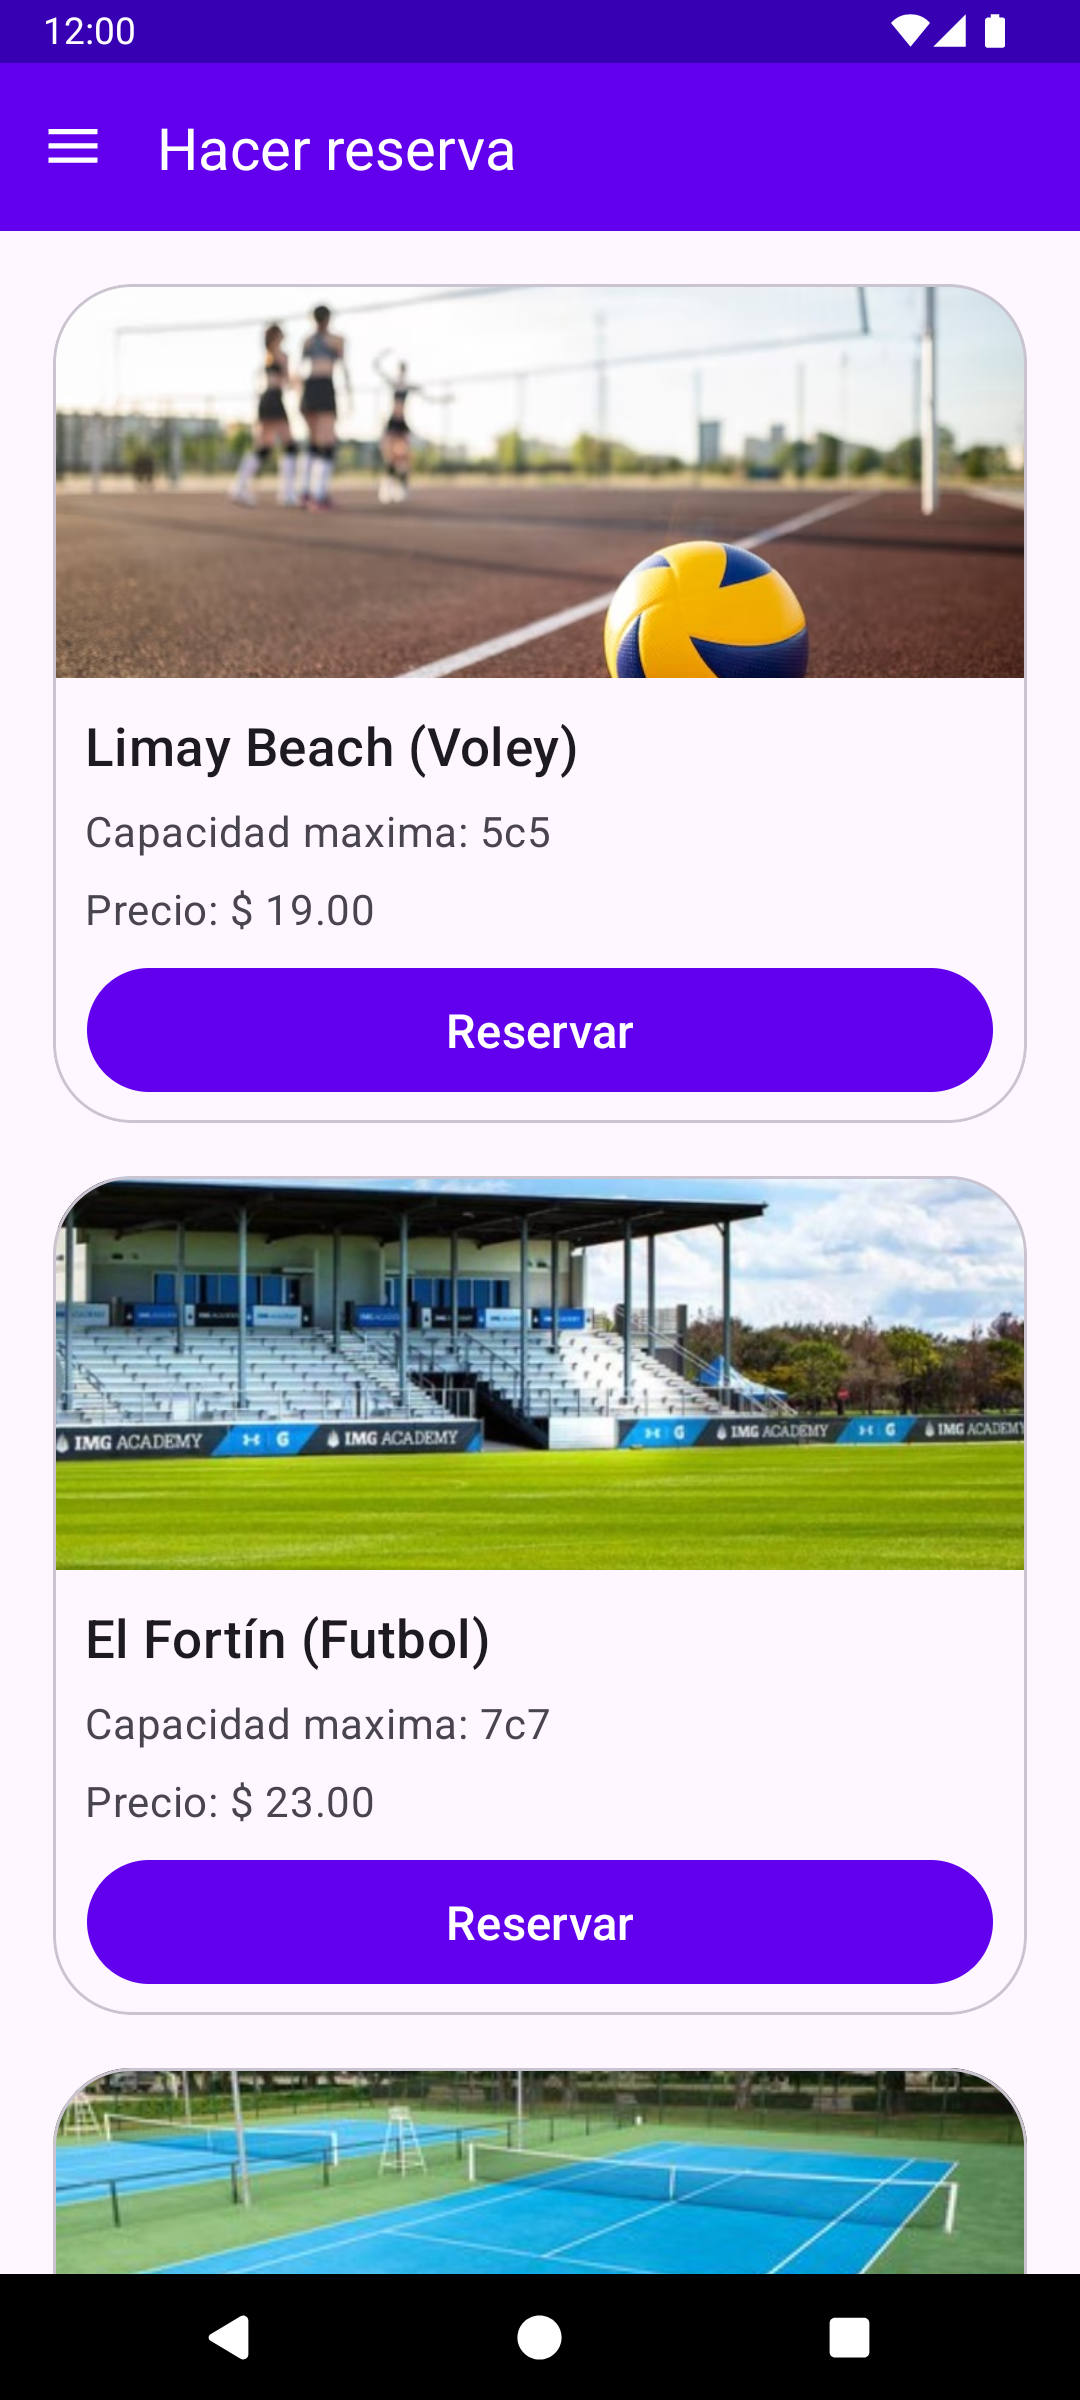 12:00
Hacer reserva
Limay Beach (Voley)
Capacidad maxima: 5c5
Precio: $ 19.00
Reservar
IMG ACADEMY
G
IMG ACADEMY
G
IMG ACADEMY
G
IMG ACADEMY
El Fortín (Futbol)
Capacidad maxima: 7c7
Precio: $ 23.00
Reservar